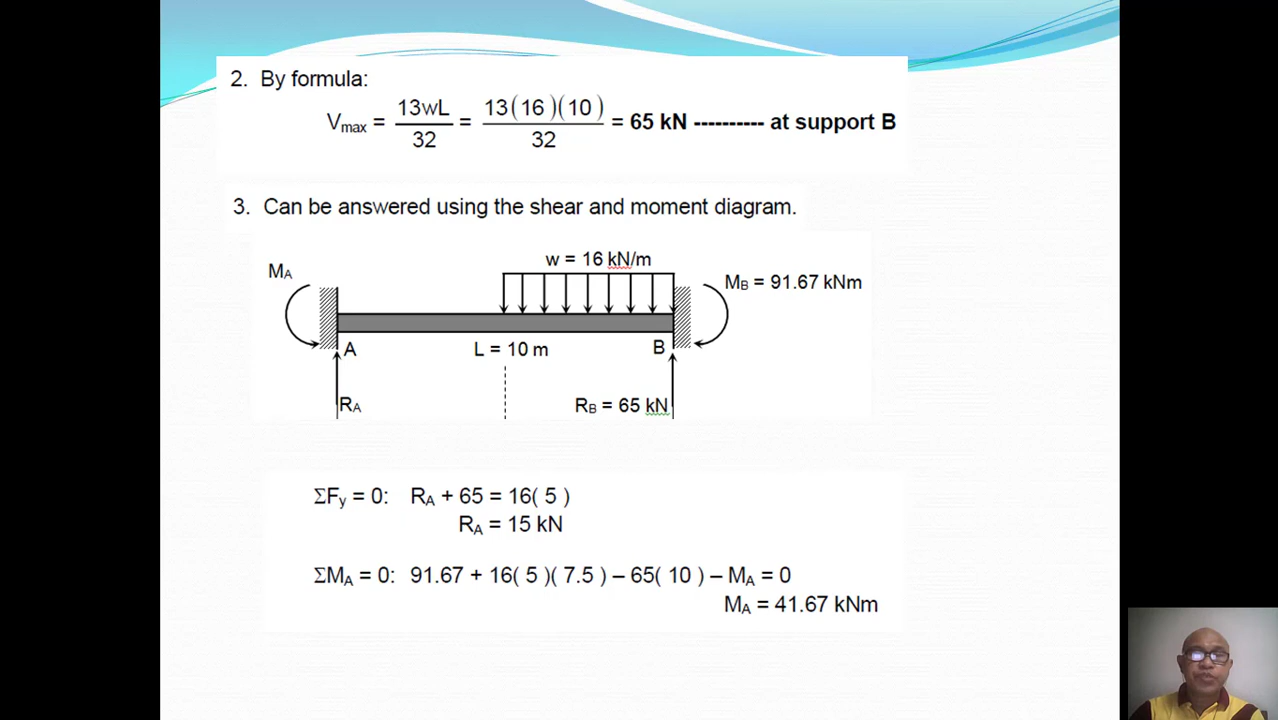 2. By formula:
Vmax = 13wL/32 = 13(16)(10)/32 = 65 kN ---------- at support B
3. Can be answered using the shear and moment diagram.
w = 16 kN/m
MA
MB = 91.67 kNm
A
L = 10 m
B
RA
RB = 65 kN
ΣFy = 0: RA + 65 = 16( 5 )
RA = 15 kN
ΣMA = 0: 91.67 + 16( 5 )( 7.5 ) – 65( 10 ) – MA = 0
MA = 41.67 kNm